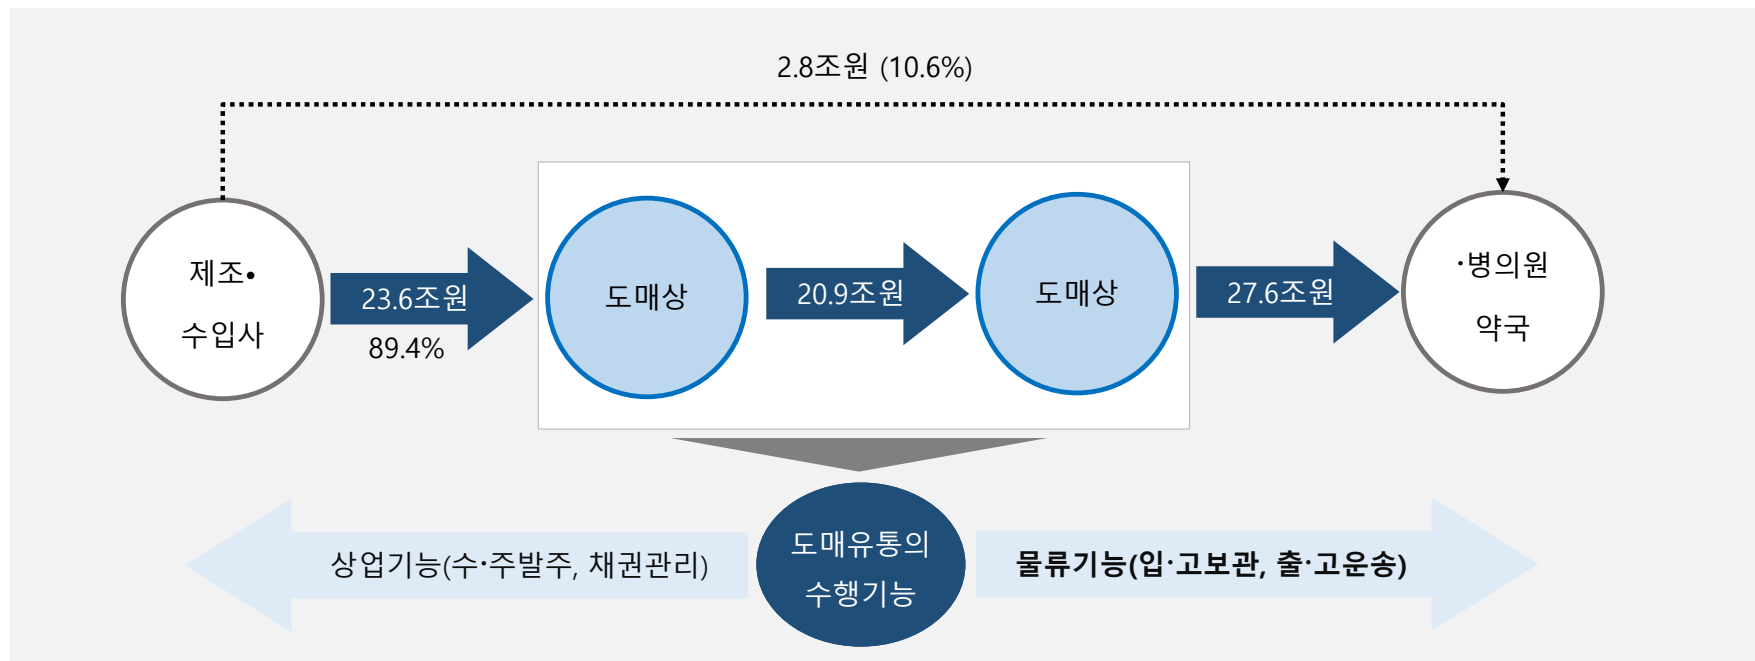 2.8조원 (10.6%)
제조•
수입사
23.6조원
89.4%
도매상
20.9조원
도매상
27.6조원
·병의원
약국
도매유통의
수행기능
상업기능(수·주발주, 채권관리)
물류기능(입·고보관, 출·고운송)